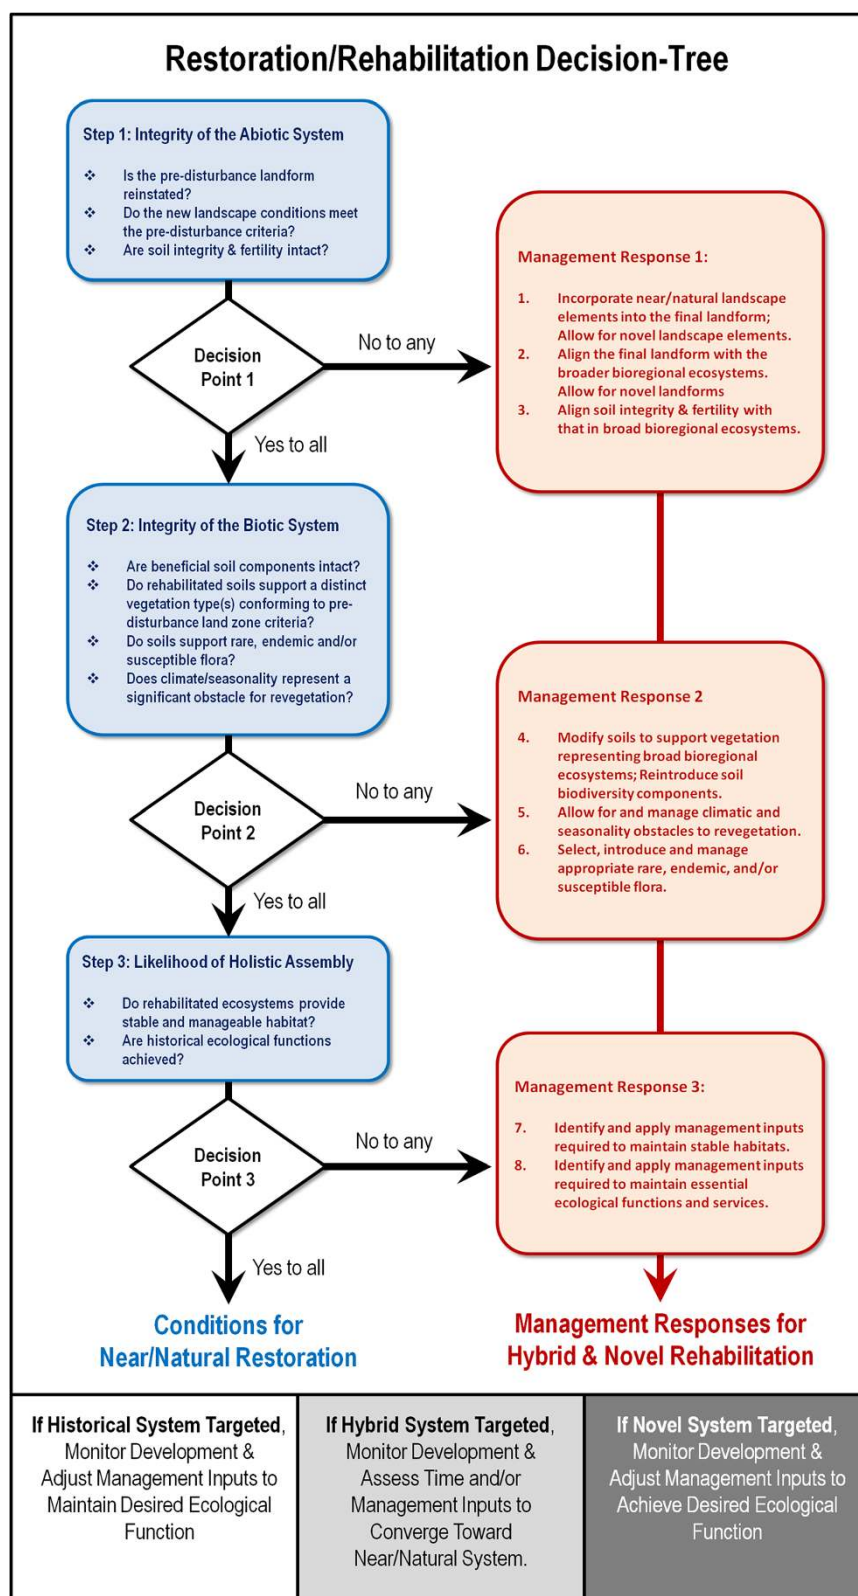 Restoration/Rehabilitation Decision-Tree
Step 1: Integrity of the Abiotic System
❖ Is the pre-disturbance landform
reinstated?
❖ Do the new landscape conditions meet
the pre-disturbance criteria?
❖ Are soil integrity & fertility intact?
Decision
Point 1
No to any
Yes to all
Management Response 1:
1. Incorporate near/natural landscape
elements into the final landform;
Allow for novel landscape elements.
2. Align the final landform with the
broader bioregional ecosystems.
Allow for novel landforms
3. Align soil integrity & fertility with
that in broad bioregional ecosystems.
Step 2: Integrity of the Biotic System
❖ Are beneficial soil components intact?
❖ Do rehabilitated soils support a distinct
vegetation type(s) conforming to pre-
disturbance land zone criteria?
❖ Do soils support rare, endemic and/or
susceptible flora?
❖ Does climate/seasonality represent a
significant obstacle for revegetation?
Decision
Point 2
No to any
Yes to all
Management Response 2
4. Modify soils to support vegetation
representing broad bioregional
ecosystems; Reintroduce soil
biodiversity components.
5. Allow for and manage climatic and
seasonality obstacles to revegetation.
6. Select, introduce and manage
appropriate rare, endemic, and/or
susceptible flora.
Step 3: Likelihood of Holistic Assembly
❖ Do rehabilitated ecosystems provide
stable and manageable habitat?
❖ Are historical ecological functions
achieved?
Decision
Point 3
No to any
Yes to all
Management Response 3:
7. Identify and apply management inputs
required to maintain stable habitats.
8. Identify and apply management inputs
required to maintain essential
ecological functions and services.
Conditions for
Near/Natural Restoration
Management Responses for
Hybrid & Novel Rehabilitation
If Historical System Targeted,
Monitor Development &
Adjust Management Inputs to
Maintain Desired Ecological
Function
If Hybrid System Targeted,
Monitor Development &
Assess Time and/or
Management Inputs to
Converge Toward
Near/Natural System.
If Novel System Targeted,
Monitor Development &
Adjust Management Inputs to
Achieve Desired Ecological
Function